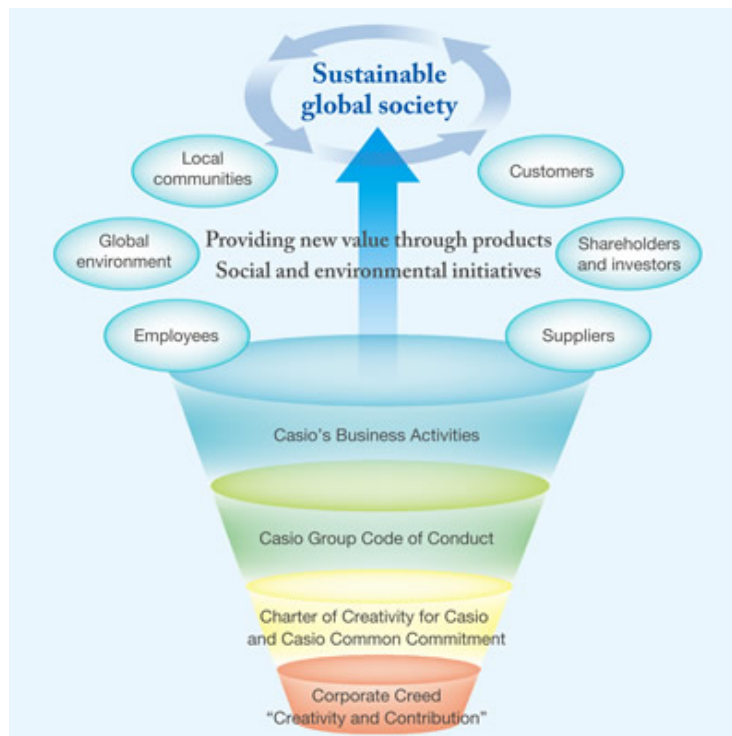 Sustainable
global society
Local
communities
Customers
Global
environment
Providing new value through products
Social and environmental initiatives
Shareholders
and investors
Employees
Suppliers
Casio's Business Activities
Casio Group Code of Conduct
Charter of Creativity for Casio
and Casio Common Commitment
Corporate Creed
"Creativity and Contribution"